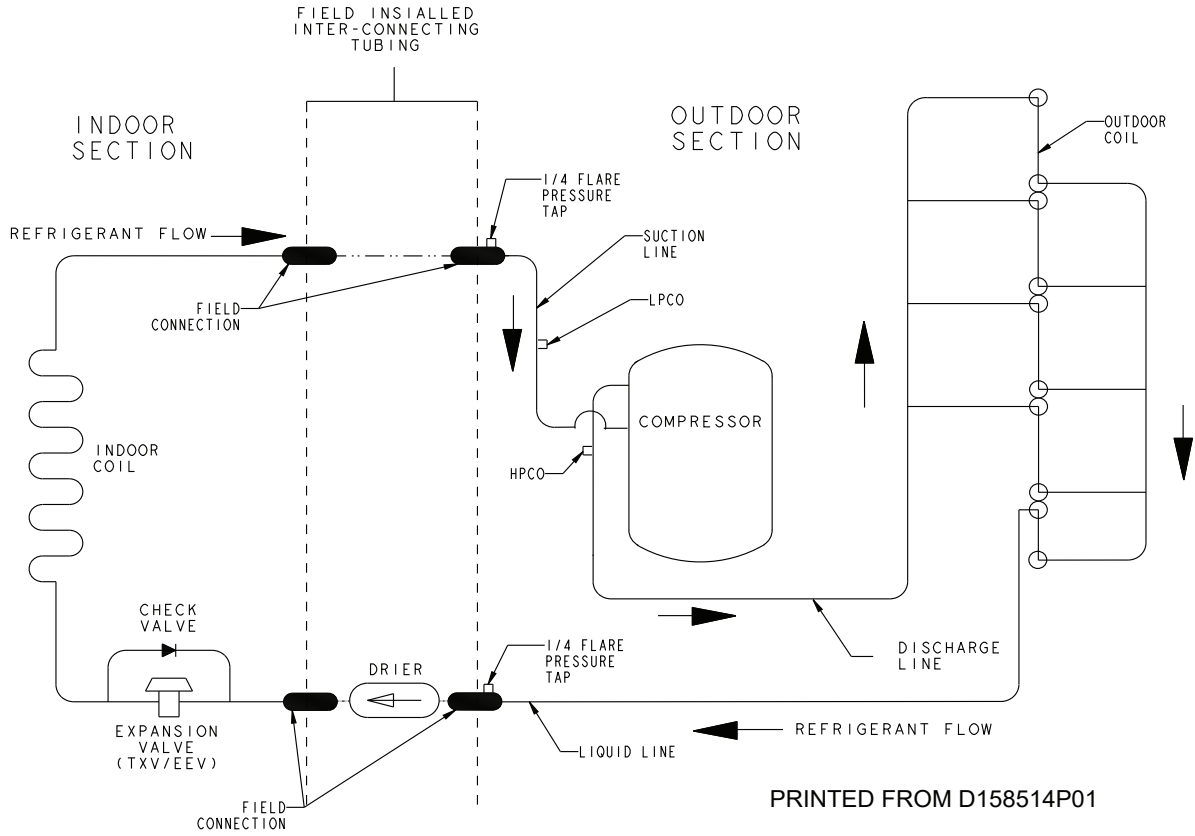 FIELD INSIALLED
INTER-CONNECTING
TUBING
INDOOR
SECTION
OUTDOOR
SECTION
OUTDOOR
COIL
1/4 FLARE
PRESSURE
TAP
REFRIGERANT FLOW
SUCTION
LINE
FIELD
CONNECTION
LPCO
COMPRESSOR
INDOOR
COIL
HPCO
CHECK
VALVE
DRIER
1/4 FLARE
PRESSURE
TAP
DISCHARGE
LINE
EXPANSION
VALVE
(TXV/EEV)
LIQUID LINE
REFRIGERANT FLOW
FIELD
CONNECTION
PRINTED FROM D158514P01